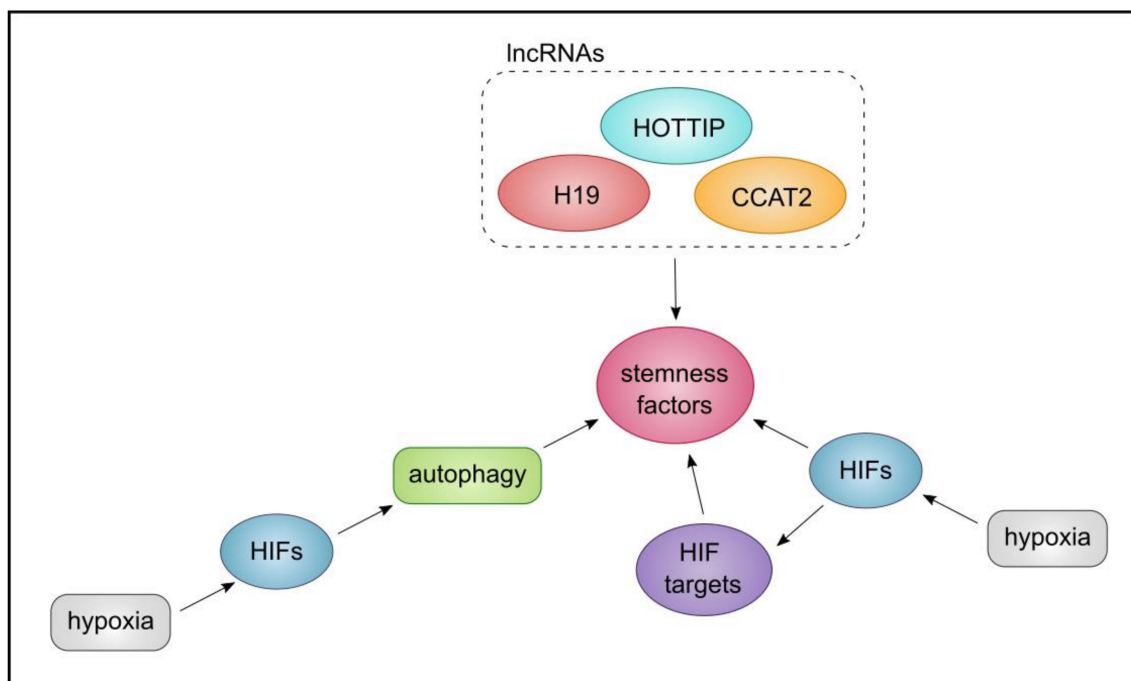 lncRNAs
HOTTIP
H19
CCAT2
stemness
factors
autophagy
HIFs
HIFs
hypoxia
HIF
targets
hypoxia